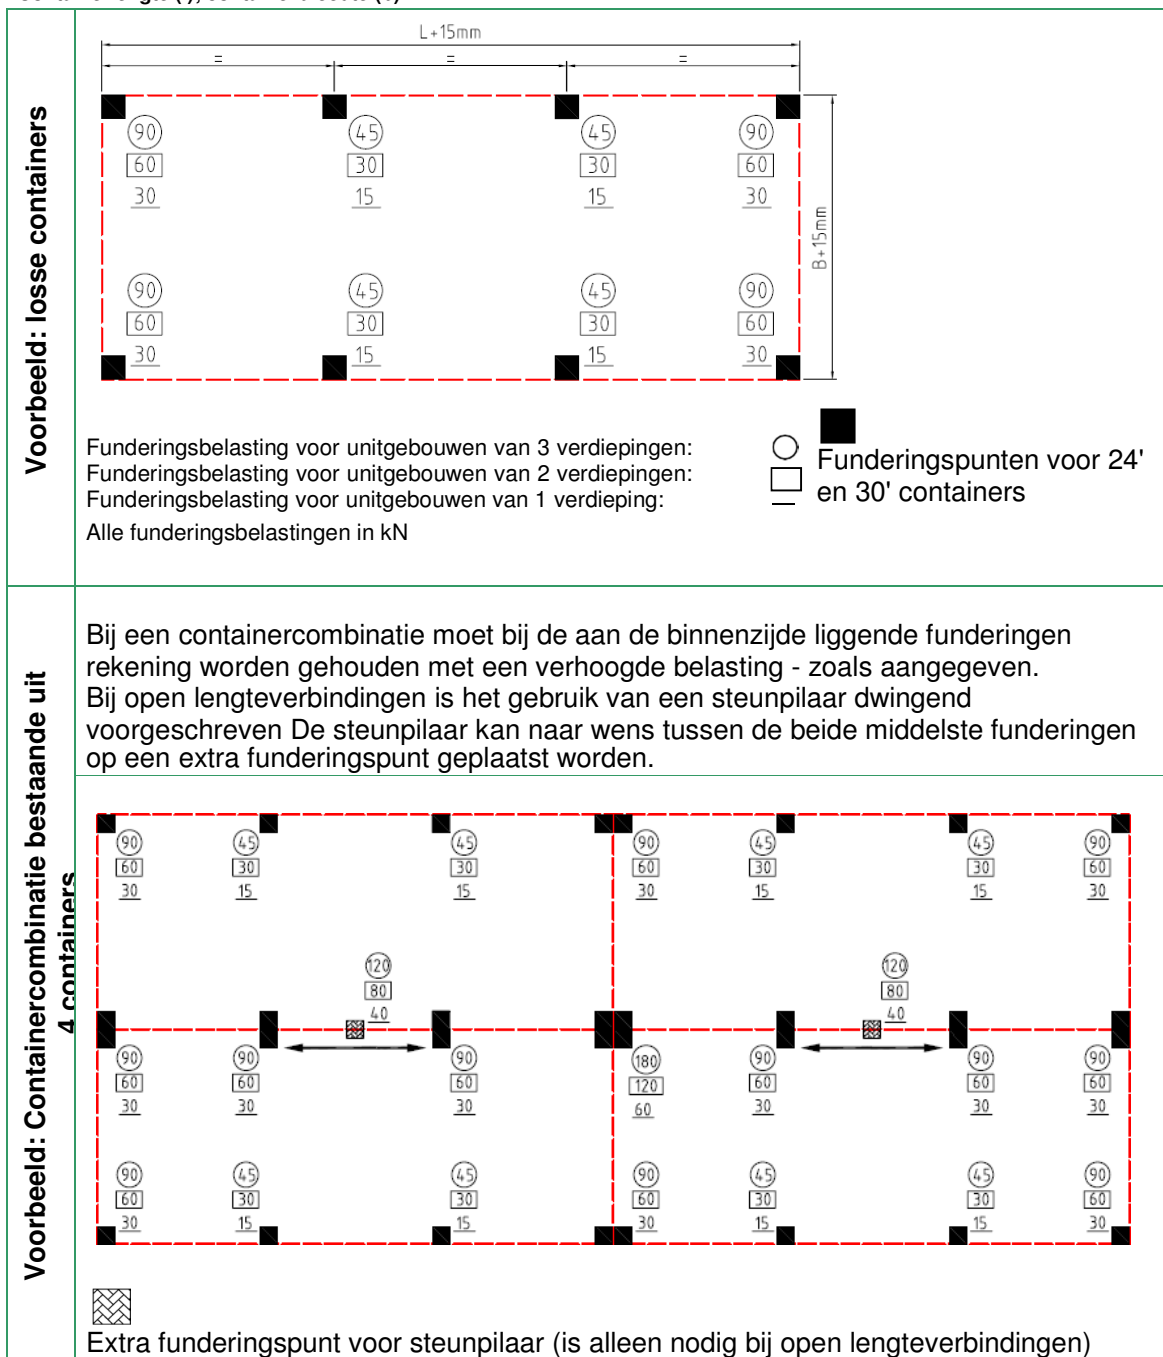 L+15mm
= = =
Voorbeeld: losse containers
90 45 45 90
60 30 30 60
30 15 15 30
B+15mm
90 45 45 90
60 30 30 60
30 15 15 30
Funderingsbelasting voor unitgebouwen van 3 verdiepingen:
Funderingsbelasting voor unitgebouwen van 2 verdiepingen:
Funderingsbelasting voor unitgebouwen van 1 verdieping:
Alle funderingsbelastingen in kN
Funderingspunten voor 24'
en 30' containers
Voorbeeld: Containercombinatie bestaande uit
4 containers
Bij een containercombinatie moet bij de aan de binnenzijde liggende funderingen
rekening worden gehouden met een verhoogde belasting - zoals aangegeven.
Bij open lengteverbindingen is het gebruik van een steunpilaar dwingend
voorgeschreven De steunpilaar kan naar wens tussen de beide middelste funderingen
op een extra funderingspunt geplaatst worden.
90 45 45 90 45 45 90
60 30 30 60 30 30 60
30 15 15 30 15 15 30
120 120
80 80
40 40
90 90 90 180 90 90 90
60 60 60 120 60 60 60
30 30 30 60 30 30 30
90 45 45 90 45 45 90
60 30 30 60 30 30 60
30 15 15 30 15 15 30
Extra funderingspunt voor steunpilaar (is alleen nodig bij open lengteverbindingen)